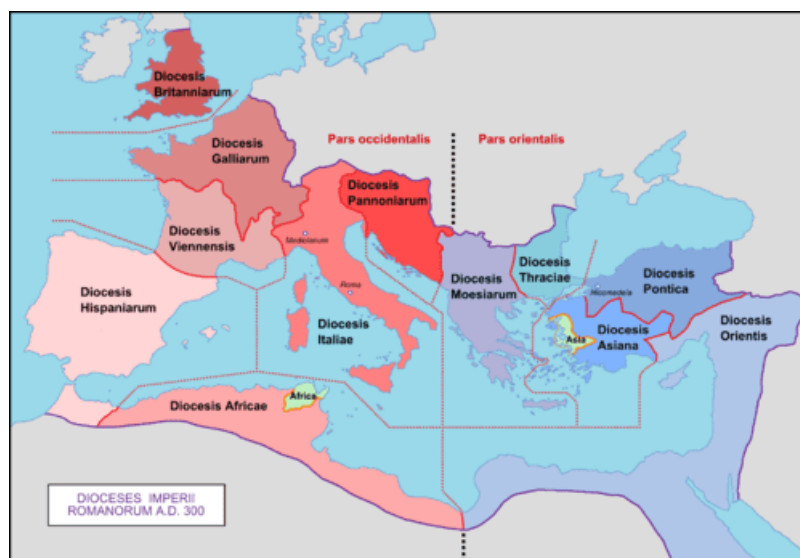 Diocesis
Britanniarum
Diocesis
Galliarum
Pars occidentalis
Pars orientalis
Diocesis
Pannoniarum
Diocesis
Viennensis
Mediolanum
Diocesis
Thraciae
Diocesis
Moesiarum
Diocesis
Pontica
Nicomedeia
Diocesis
Hispaniarum
Roma
Diocesis
Italiae
Asia
Diocesis
Asiana
Diocesis
Orientis
Diocesis Africae
Africa
DIOCESES IMPERII
ROMANORUM A.D. 300